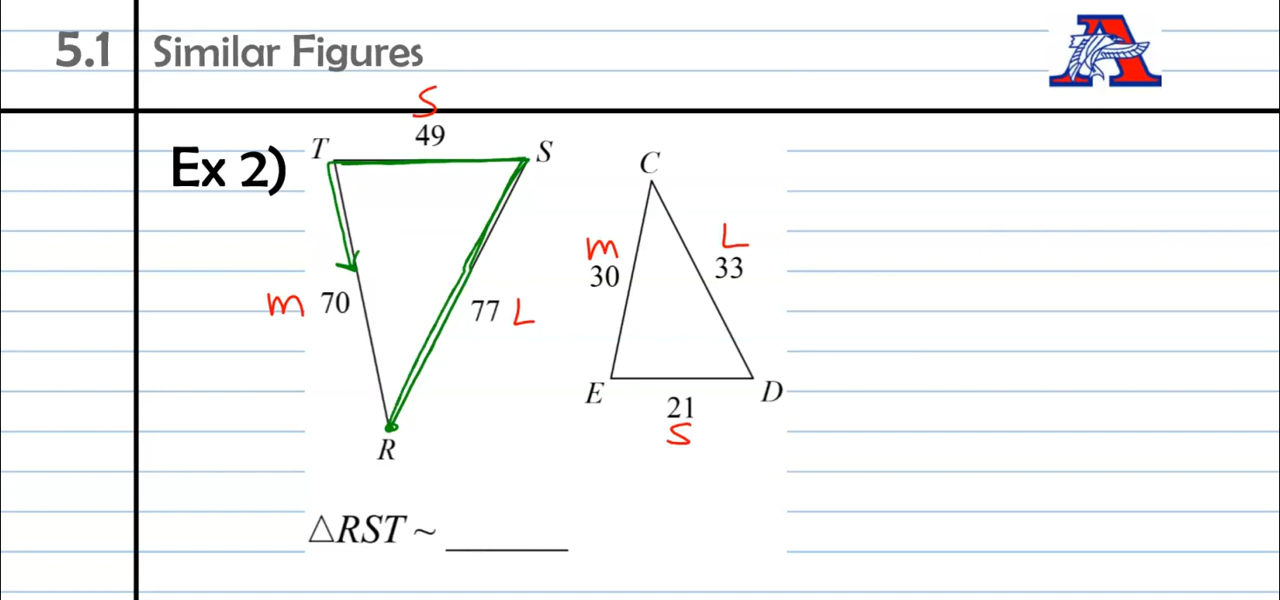 5.1 Similar Figures
A
Ex 2)
S
49
T
S
m 70
77 L
R
C
m
30
L
33
E
D
21
S
△RST ~ ______